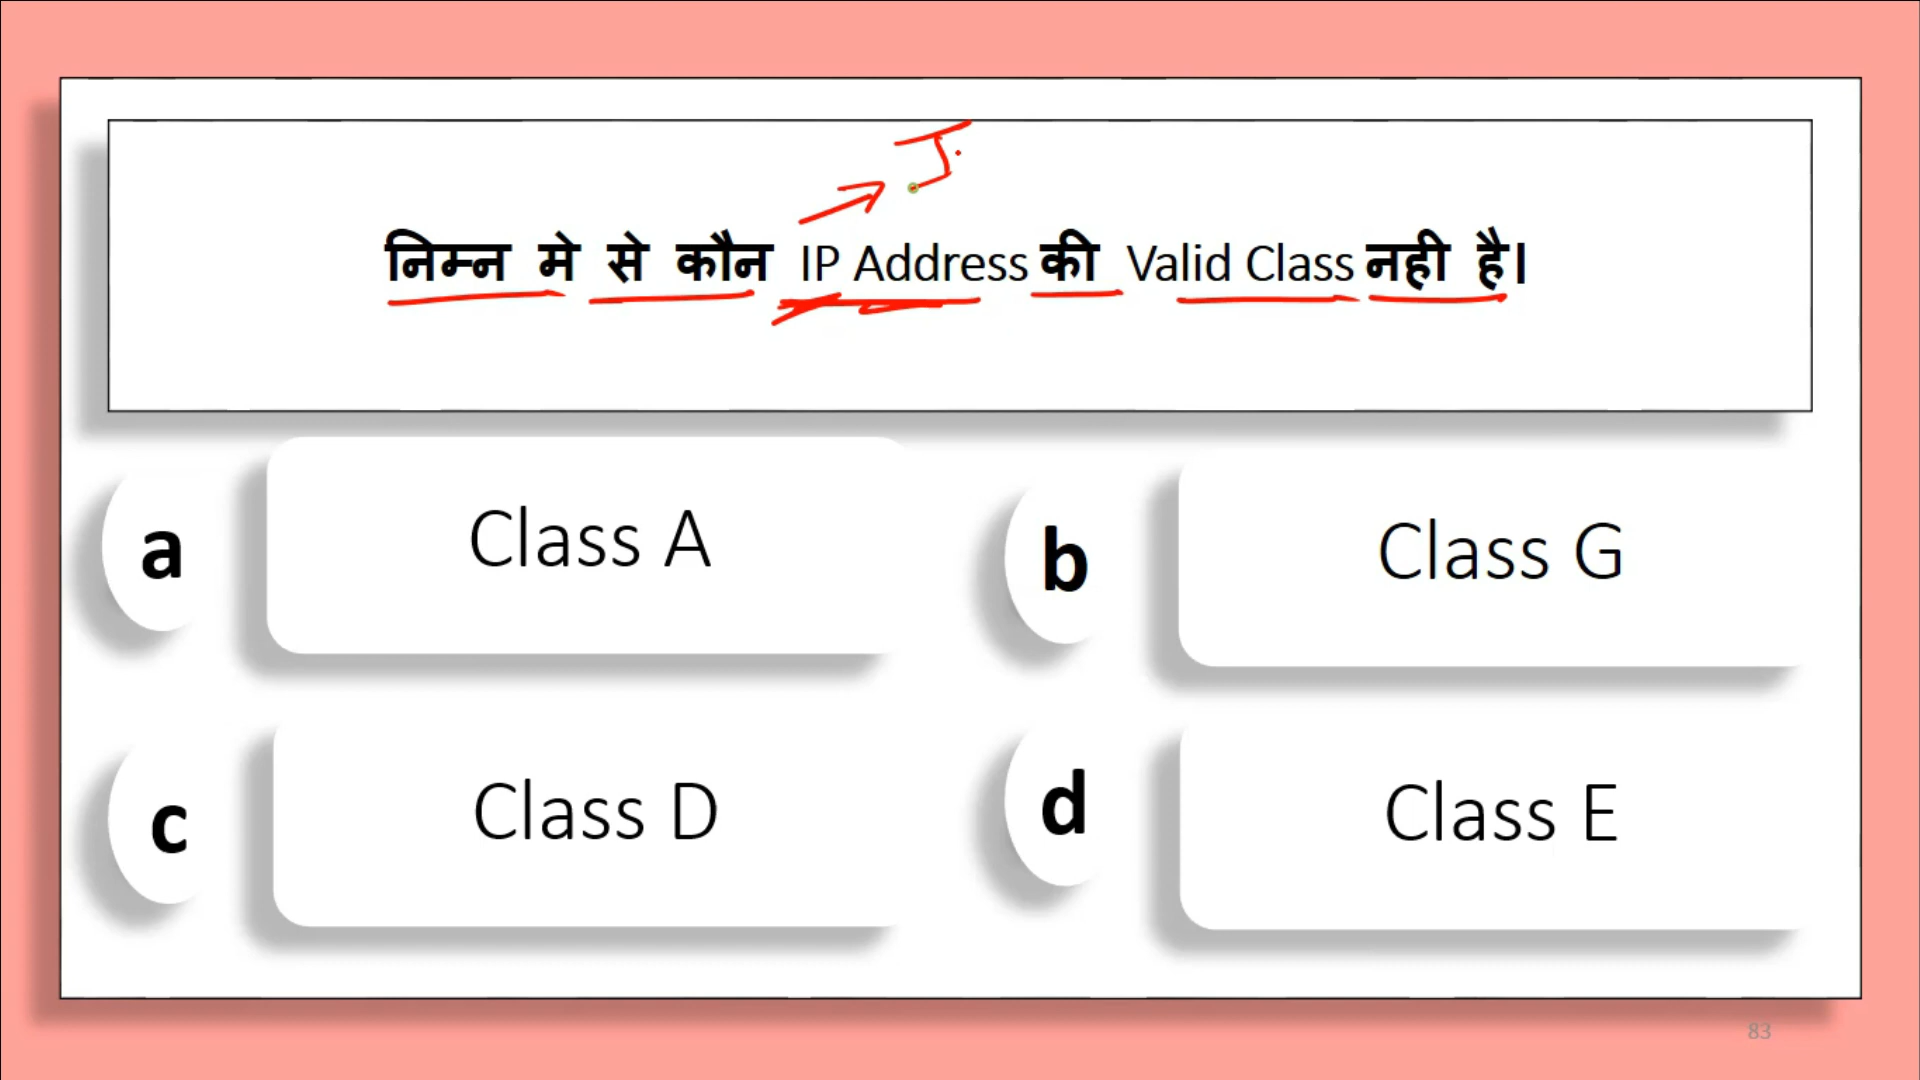 निम्न मे से कौन IP Address की Valid Class नही है।
a Class A
b Class G
c Class D
d Class E
83